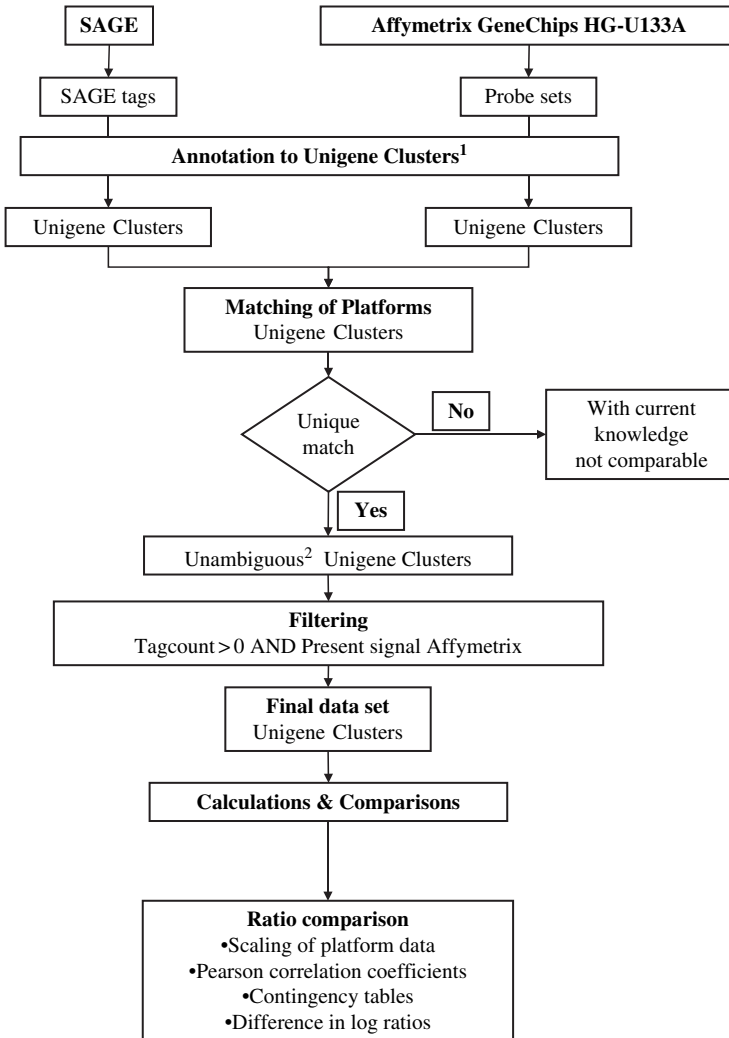 SAGE
Affymetrix GeneChips HG-U133A
SAGE tags
Probe sets
Annotation to Unigene Clusters¹
Unigene Clusters
Unigene Clusters
Matching of Platforms
Unigene Clusters
Unique
match
No
With current
knowledge
not comparable
Yes
Unambiguous² Unigene Clusters
Filtering
Tagcount > 0 AND Present signal Affymetrix
Final data set
Unigene Clusters
Calculations & Comparisons
Ratio comparison
•Scaling of platform data
•Pearson correlation coefficients
•Contingency tables
•Difference in log ratios